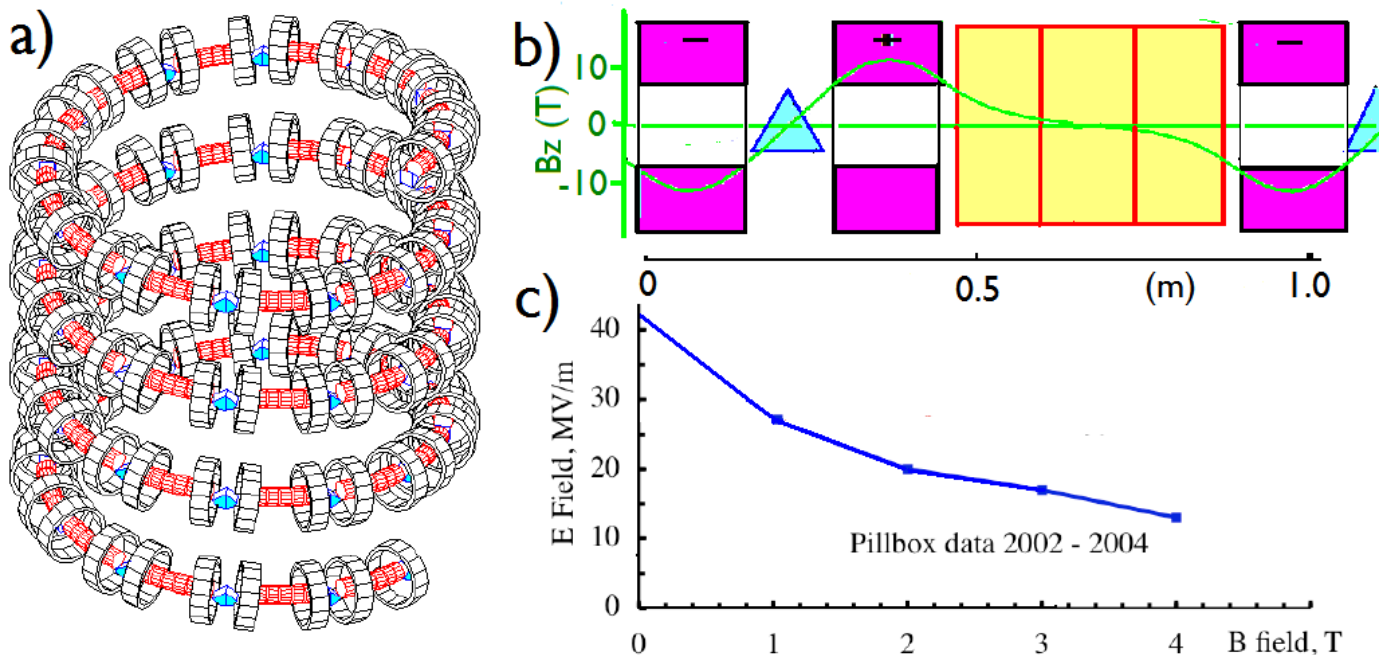 a)
b)
− + −
10
0
-10
Bz (T)
0 0.5 (m) 1.0
c)
40
30
20
10
0
E Field, MV/m
Pillbox data 2002 - 2004
0 1 2 3 4 B field, T